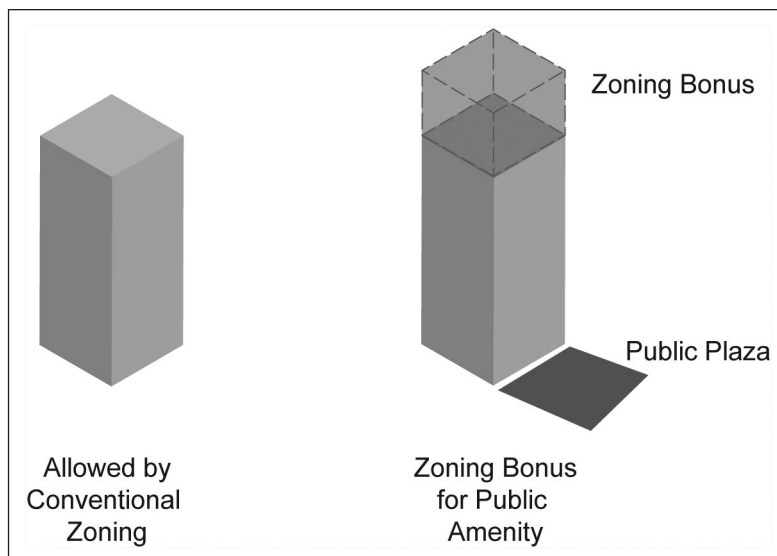 Zoning Bonus
Public Plaza
Allowed by
Conventional
Zoning
Zoning Bonus
for Public
Amenity